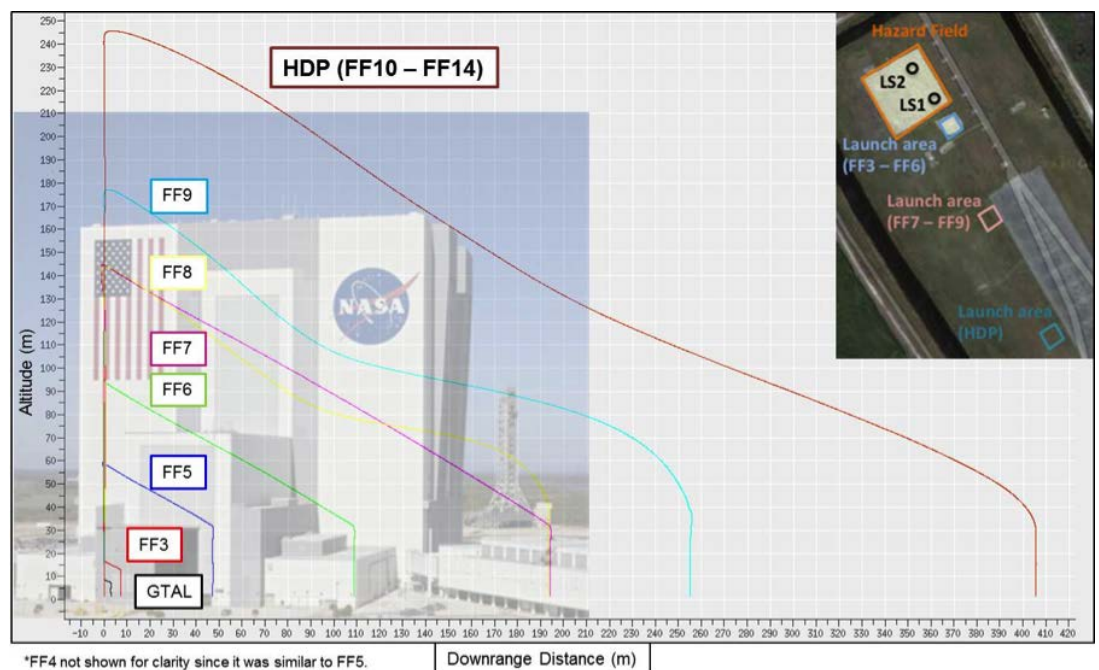 HDP (FF10 – FF14)
Hazard Field
LS2
LS1
Launch area
(FF3 – FF6)
Launch area
(FF7 – FF9)
Launch area
(HDP)
FF9
FF8
FF7
FF6
FF5
FF3
GTAL
NASA
Altitude (m)
250
240
230
220
210
200
190
180
170
160
150
140
130
120
110
100
90
80
70
60
50
40
30
20
10
0
-10 0 10 20 30 40 50 60 70 80 90 100 110 120 130 140 150 160 170 180 190 200 210 220 230 240 250 260 270 280 290 300 310 320 330 340 350 360 370 380 390 400 410 420
*FF4 not shown for clarity since it was similar to FF5.
Downrange Distance (m)